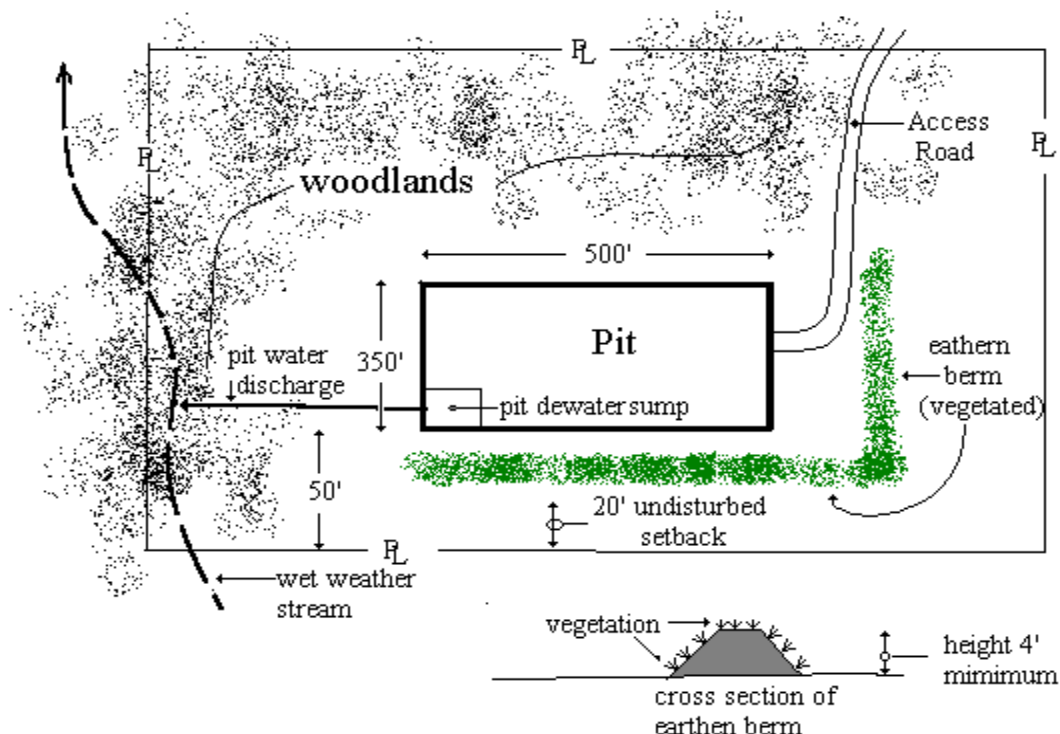 PL
Access
Road
PL
PL
woodlands
500'
Pit
350'
pit water
discharge
eathern
berm
(vegetated)
pit dewater sump
50'
20' undisturbed
setback
PL
wet weather
stream
vegetation
height 4'
mimimum
cross section of
earthen berm